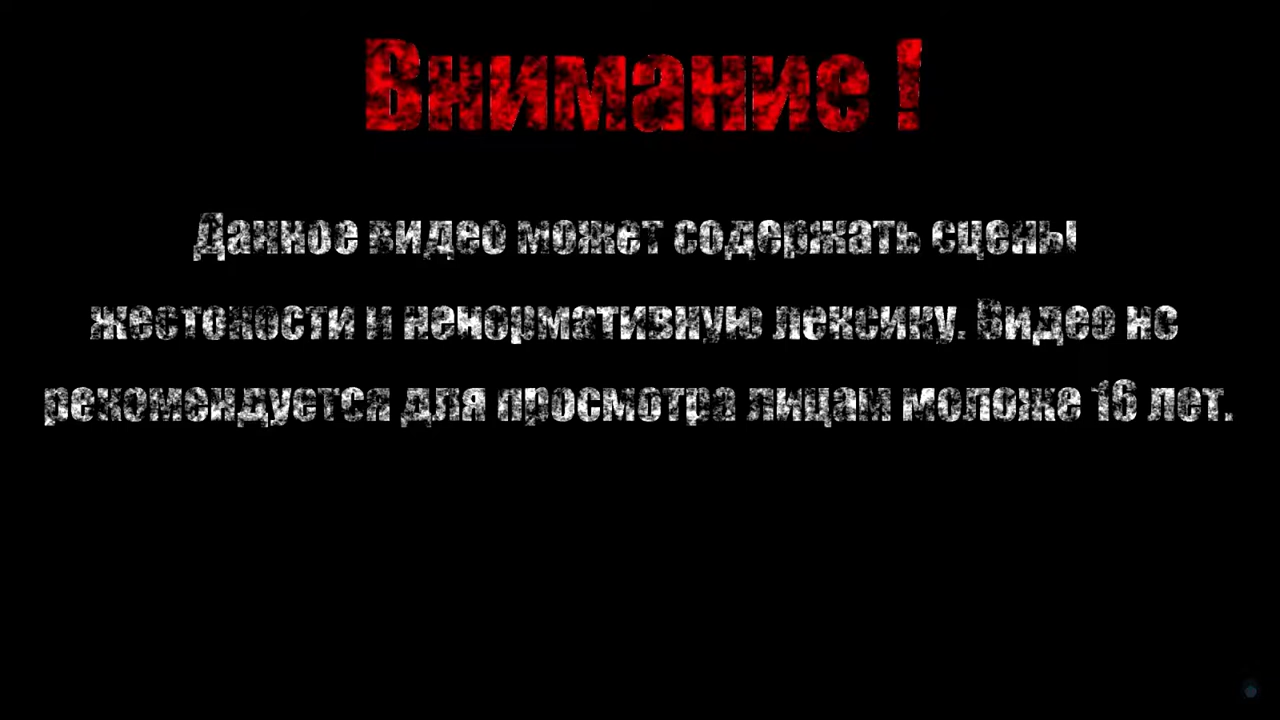 Внимание !
Данное видео может содержать сцены
жестокости и ненормативную лексику. Видео не
рекомендуется для просмотра лицам моложе 16 лет.